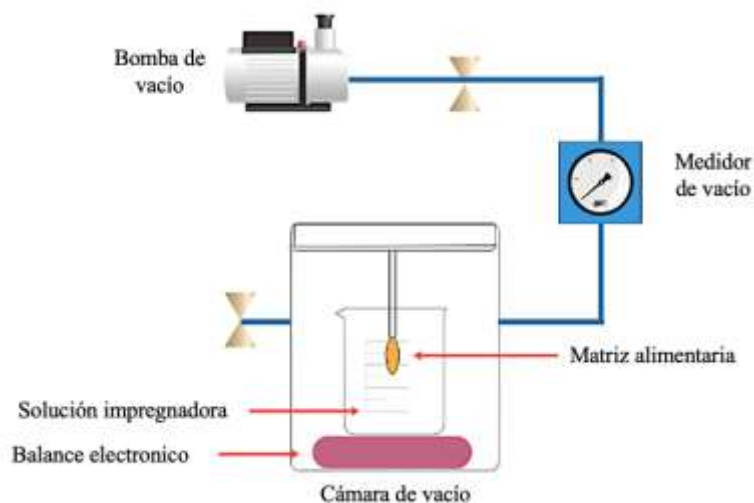 Bomba de
vacío
Medidor
de vacío
Matriz alimentaria
Solución impregnadora
Balance electronico
Cámara de vacío